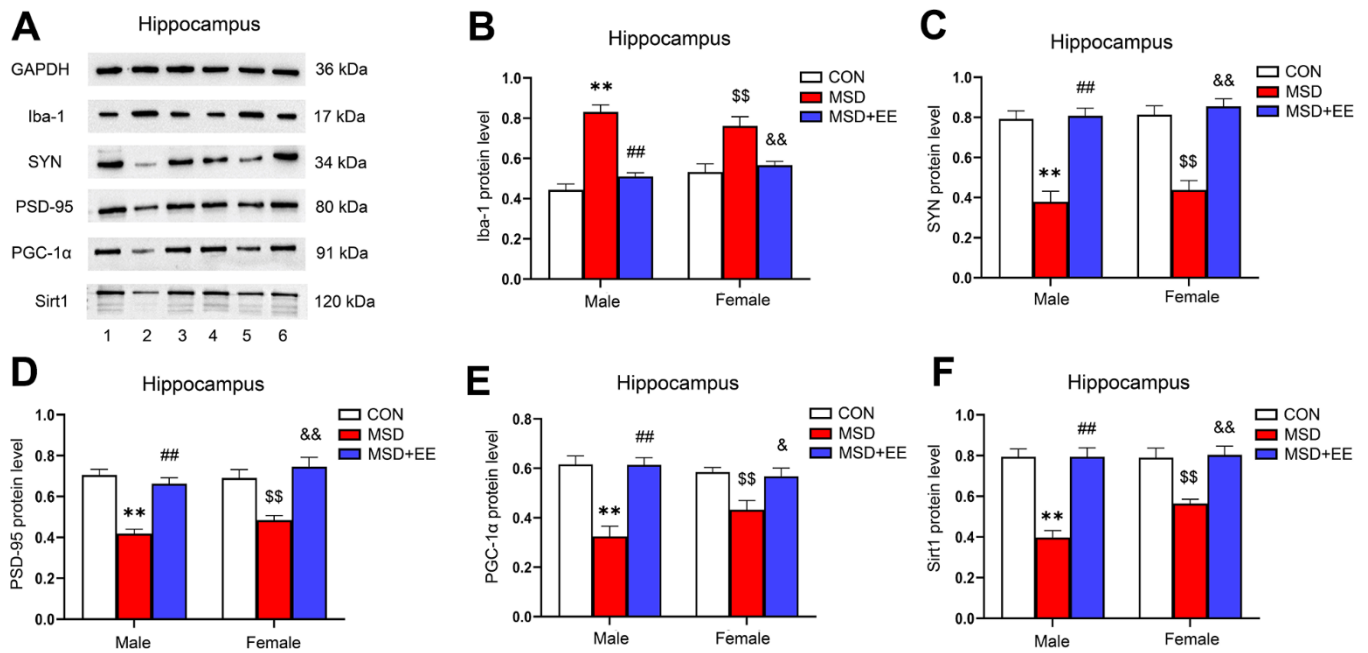 A
Hippocampus
GAPDH 36 kDa
Iba-1 17 kDa
SYN 34 kDa
PSD-95 80 kDa
PGC-1α 91 kDa
Sirt1 120 kDa
1 2 3 4 5 6
B
Hippocampus
Iba-1 protein level
1.0
0.8
0.6
0.4
0.2
0.0
** ## $$ &&
Male Female
CON
MSD
MSD+EE
C
Hippocampus
SYN protein level
1.0
0.8
0.6
0.4
0.2
0.0
** ## $$ &&
Male Female
CON
MSD
MSD+EE
D
Hippocampus
PSD-95 protein level
1.0
0.8
0.6
0.4
0.2
0.0
** ## $$ &&
Male Female
CON
MSD
MSD+EE
E
Hippocampus
PGC-1α protein level
0.8
0.6
0.4
0.2
0.0
** ## $$ &
Male Female
CON
MSD
MSD+EE
F
Hippocampus
Sirt1 protein level
1.0
0.8
0.6
0.4
0.2
0.0
** ## $$ &&
Male Female
CON
MSD
MSD+EE